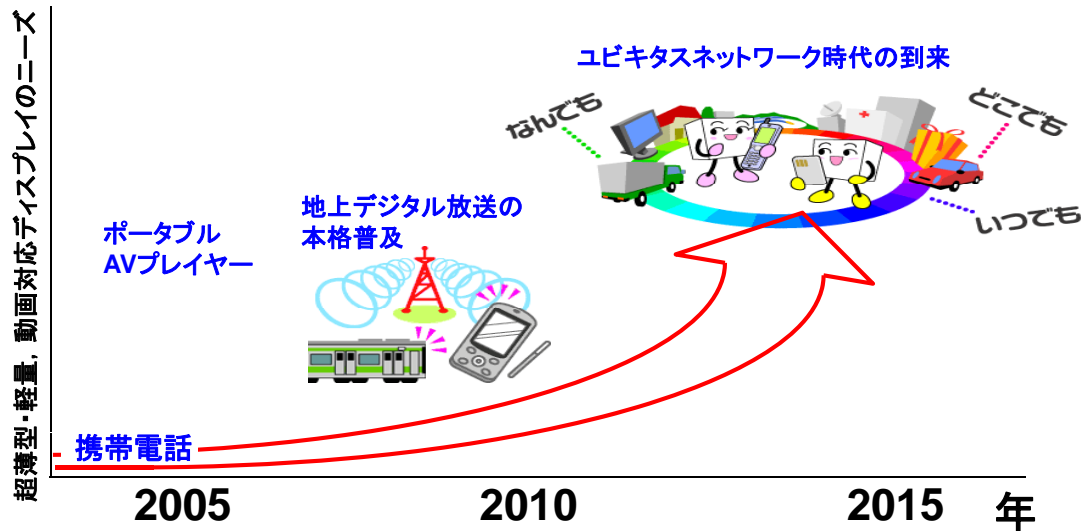 超薄型・軽量, 動画対応ディスプレイのニーズ
ユビキタスネットワーク時代の到来
なんでも
どこでも
いつでも
地上デジタル放送の
本格普及
ポータブル
AVプレイヤー
携帯電話
2005
2010
2015
年